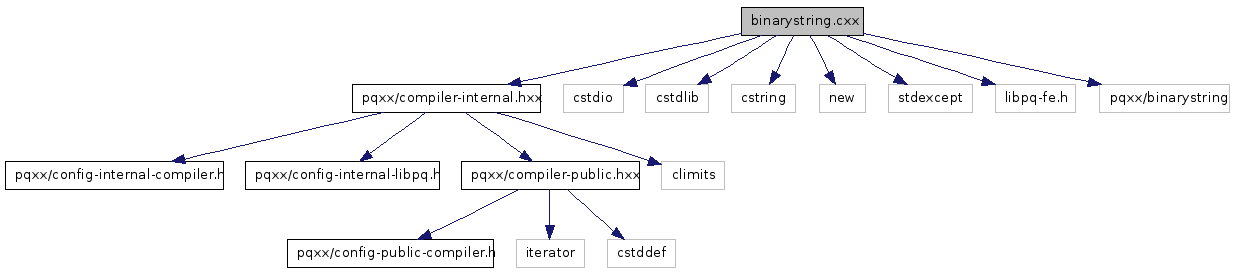 binarystring.cxx
pqxx/compiler-internal.hxx
cstdio
cstdlib
cstring
new
stdexcept
libpq-fe.h
pqxx/binarystring
pqxx/config-internal-compiler.h
pqxx/config-internal-libpq.h
pqxx/compiler-public.hxx
climits
pqxx/config-public-compiler.h
iterator
cstddef